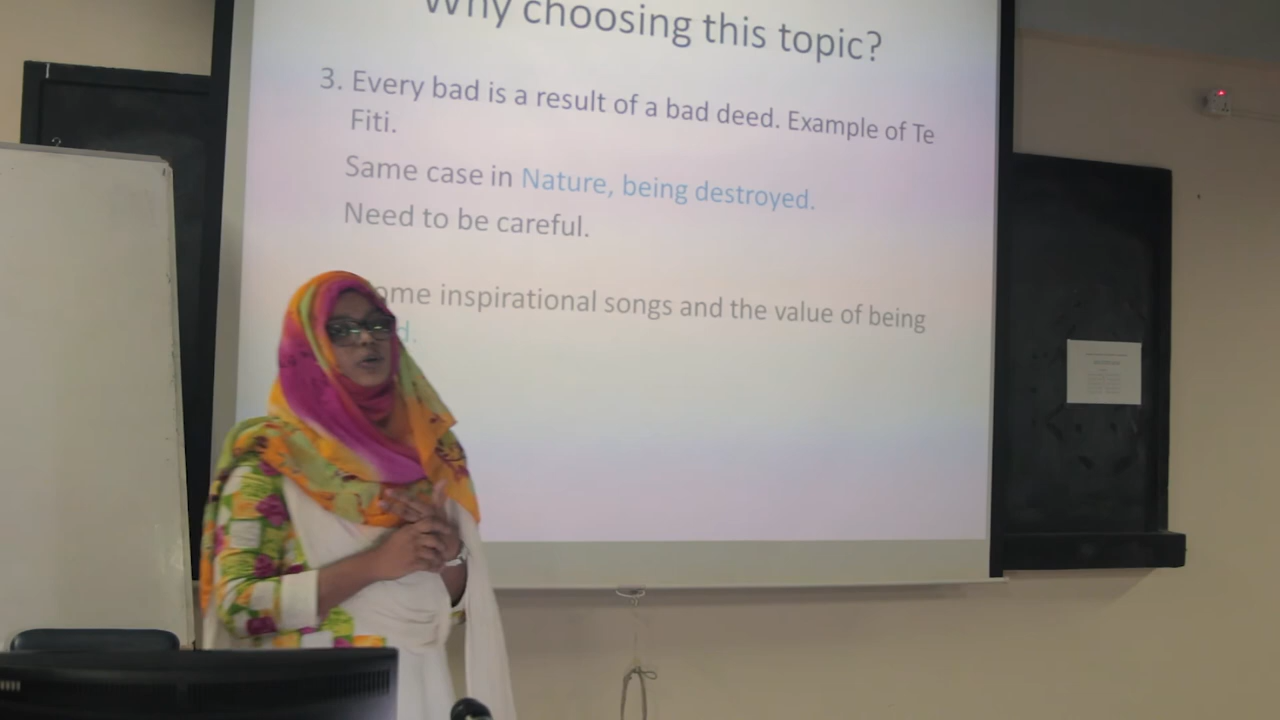 Why choosing this topic?
3. Every bad is a result of a bad deed. Example of Te
Fiti.
Same case in Nature, being destroyed.
Need to be careful.
inspirational songs and the value of being